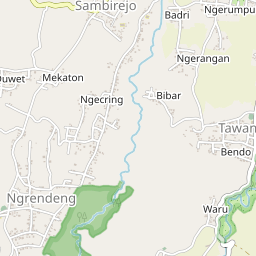 Sambirejo
Badri
Ngerumpu
Ngerangan
Duwet
Mekaton
Ngecring
Bibar
Tawan
Bendo
Ngrendeng
Waru